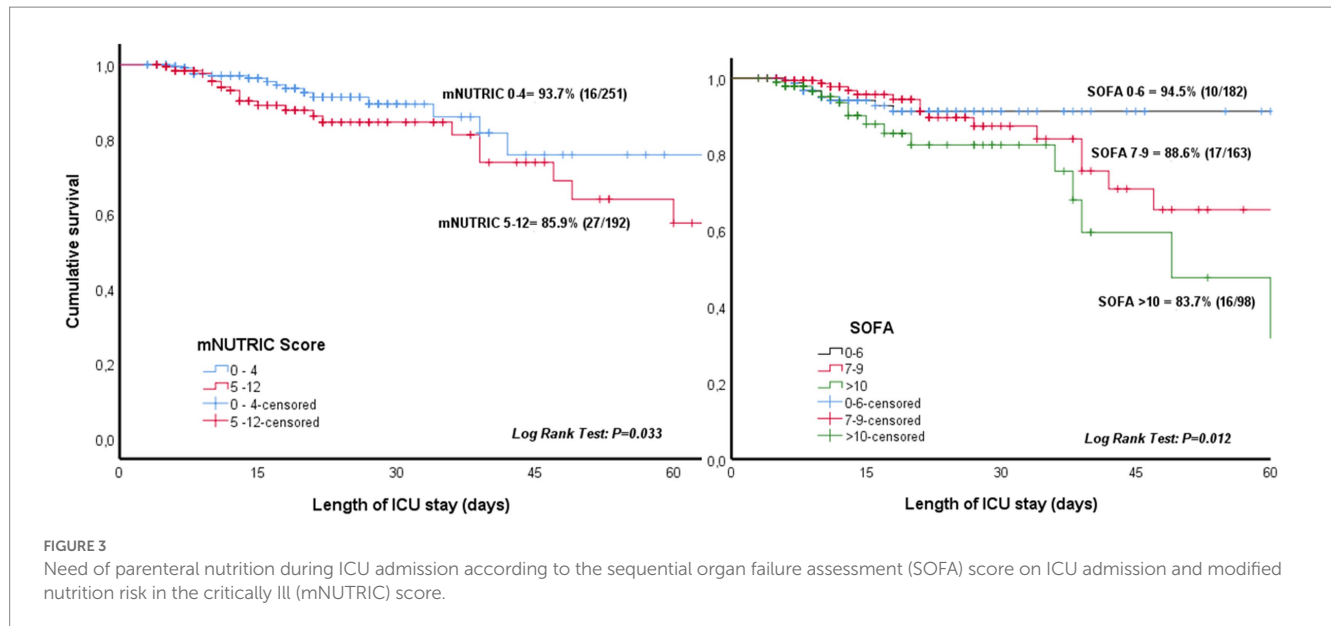 1,0
0,8
0,6
0,4
0,2
0,0
Cumulative survival
mNUTRIC 0-4= 93.7% (16/251)
mNUTRIC 5-12= 85.9% (27/192)
mNUTRIC Score
0 - 4
5 -12
0 - 4-censored
5 -12-censored
Log Rank Test: P=0.033
0 15 30 45 60
Length of ICU stay (days)
1,0
0,8
0,6
0,4
0,2
0,0
SOFA 0-6 = 94.5% (10/182)
SOFA 7-9 = 88.6% (17/163)
SOFA >10 = 83.7% (16/98)
SOFA
0-6
7-9
>10
0-6-censored
7-9-censored
>10-censored
Log Rank Test: P=0.012
0 15 30 45 60
Length of ICU stay (days)
FIGURE 3
Need of parenteral nutrition during ICU admission according to the sequential organ failure assessment (SOFA) score on ICU admission and modified
nutrition risk in the critically Ill (mNUTRIC) score.